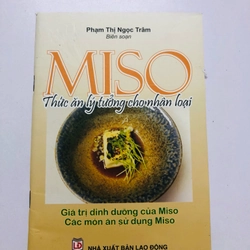 Phạm Thị Ngọc Trâm
Biên soạn
MISO
Thức ăn lý tưởng cho nhân loại
Giá trị dinh dưỡng của Miso
Các món ăn sử dụng Miso
LĐ
NHÀ XUẤT BẢN LAO ĐỘNG